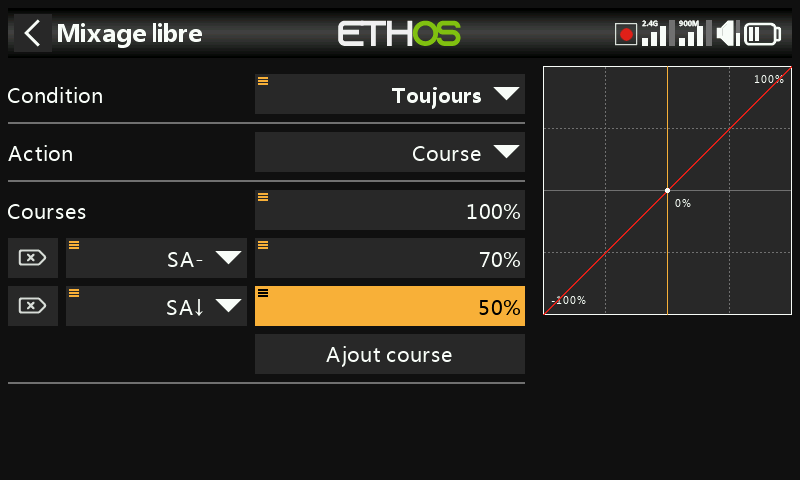 Mixage libre
ETHOS
2.4G
900M
Condition
Toujours
Action
Course
Courses
100%
SA-
70%
SA↓
50%
Ajout course
100%
0%
-100%